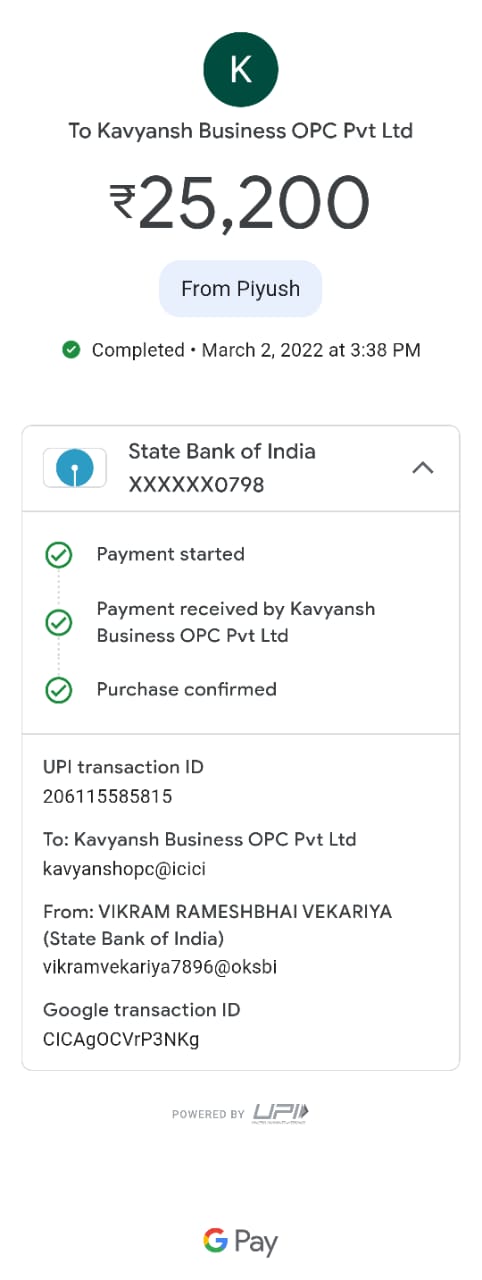 K
To Kavyansh Business OPC Pvt Ltd
₹25,200
From Piyush
Completed • March 2, 2022 at 3:38 PM
State Bank of India
XXXXXX0798
Payment started
Payment received by Kavyansh
Business OPC Pvt Ltd
Purchase confirmed
UPI transaction ID
206115585815
To: Kavyansh Business OPC Pvt Ltd
kavyanshopc@icici
From: VIKRAM RAMESHBHAI VEKARIYA
(State Bank of India)
vikramvekariya7896@oksbi
Google transaction ID
CICAgOCVrP3NKg
POWERED BY UPI
G Pay